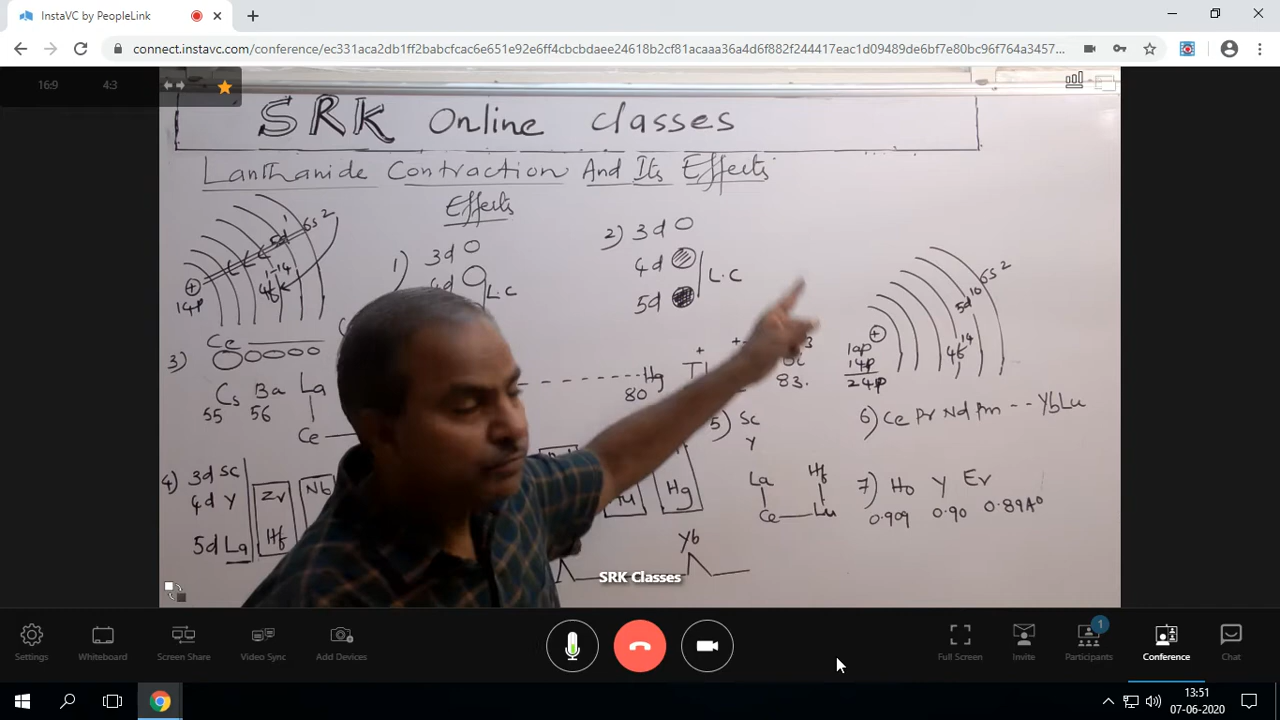 InstaVC by PeopleLink
connect.instavc.com/conference/ec331aca2db1ff2babcfcac6e651e92e6ff4cbcbdaee24618b2cf81acaaa36a4d6f882f244417eac1d09489de6bf7e80bc96f764a3457...
16:9 4:3
SRK Online classes
Lanthanide Contraction And Its Effects
Effects
5d¹ 6s²
4f¹⁻¹⁴
+
14p
1) 3d
4d
L.C
2) 3d
4d
5d
L.C
6s²
5d¹⁰
4f¹⁴
+
10p
14p
24p
3) Ce
Cs Ba La
55 56
Ce
Hg
80
+
83.
4) 3d Sc
4d Y
5d La
Zr
Hf
Nb
Hg
Yb
5) Sc
Y
La Hf
Ce Lu
6) Ce Pr Nd Pm -- Yb Lu
7) Ho Y Er
0.909 0.90 0.89A⁰
SRK Classes
Settings
Whiteboard
Screen Share
Video Sync
Add Devices
Full Screen
Invite
1
Participants
Conference
Chat
13:51
07-06-2020